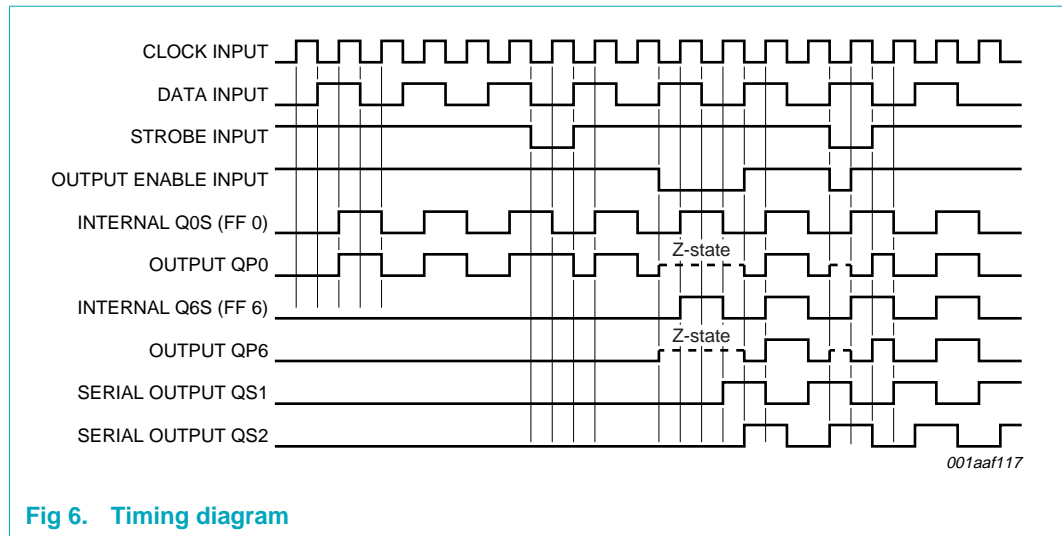 CLOCK INPUT
DATA INPUT
STROBE INPUT
OUTPUT ENABLE INPUT
INTERNAL Q0S (FF 0)
Z-state
OUTPUT QP0
INTERNAL Q6S (FF 6)
Z-state
OUTPUT QP6
SERIAL OUTPUT QS1
SERIAL OUTPUT QS2
001aaf117
Fig 6. Timing diagram